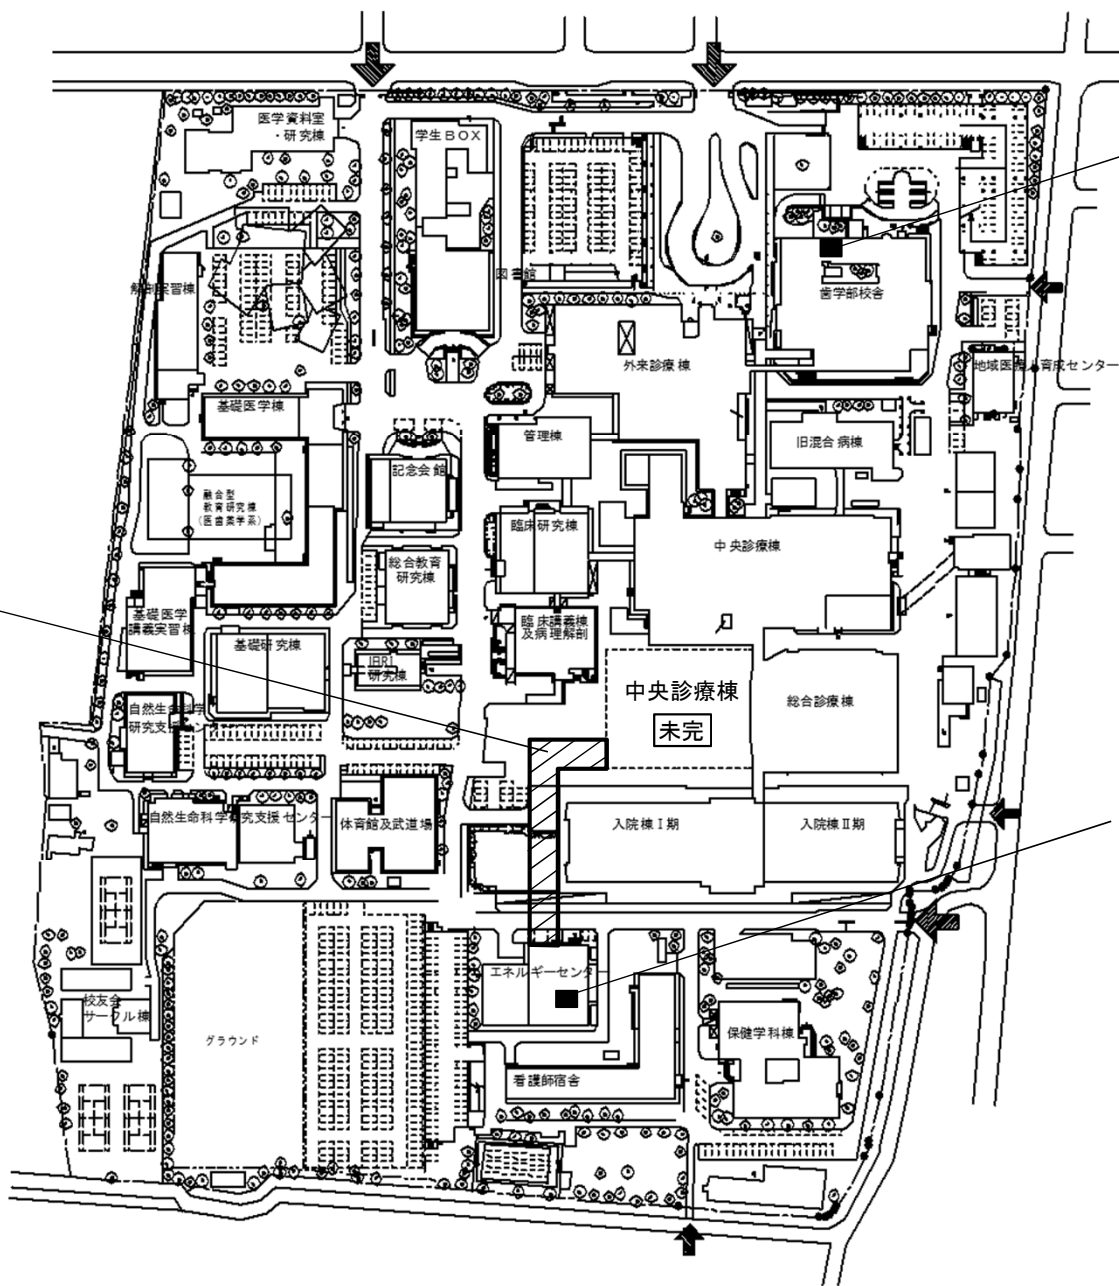 医学資料室
・研究棟
学生ＢＯＸ
図書館
解剖実習棟
歯学部校舎
外来診療棟
地域医療人育成センター
基礎医学棟
管理棟
旧混合病棟
記念会館
融合型
教育研究棟
(医歯薬学系)
臨床研究棟
中央診療棟
総合教育
研究棟
基礎医学
講義実習棟
臨床講義棟
及病理解剖
基礎研究棟
IBRI
研究棟
中央診療棟
未完
総合診療棟
自然生命科学
研究支援センター
自然生命科学研究支援センター
体育館及武道場
入院棟Ⅰ期
入院棟Ⅱ期
エネルギーセンター
校友会
サークル棟
グラウンド
保健学科棟
看護師宿舎